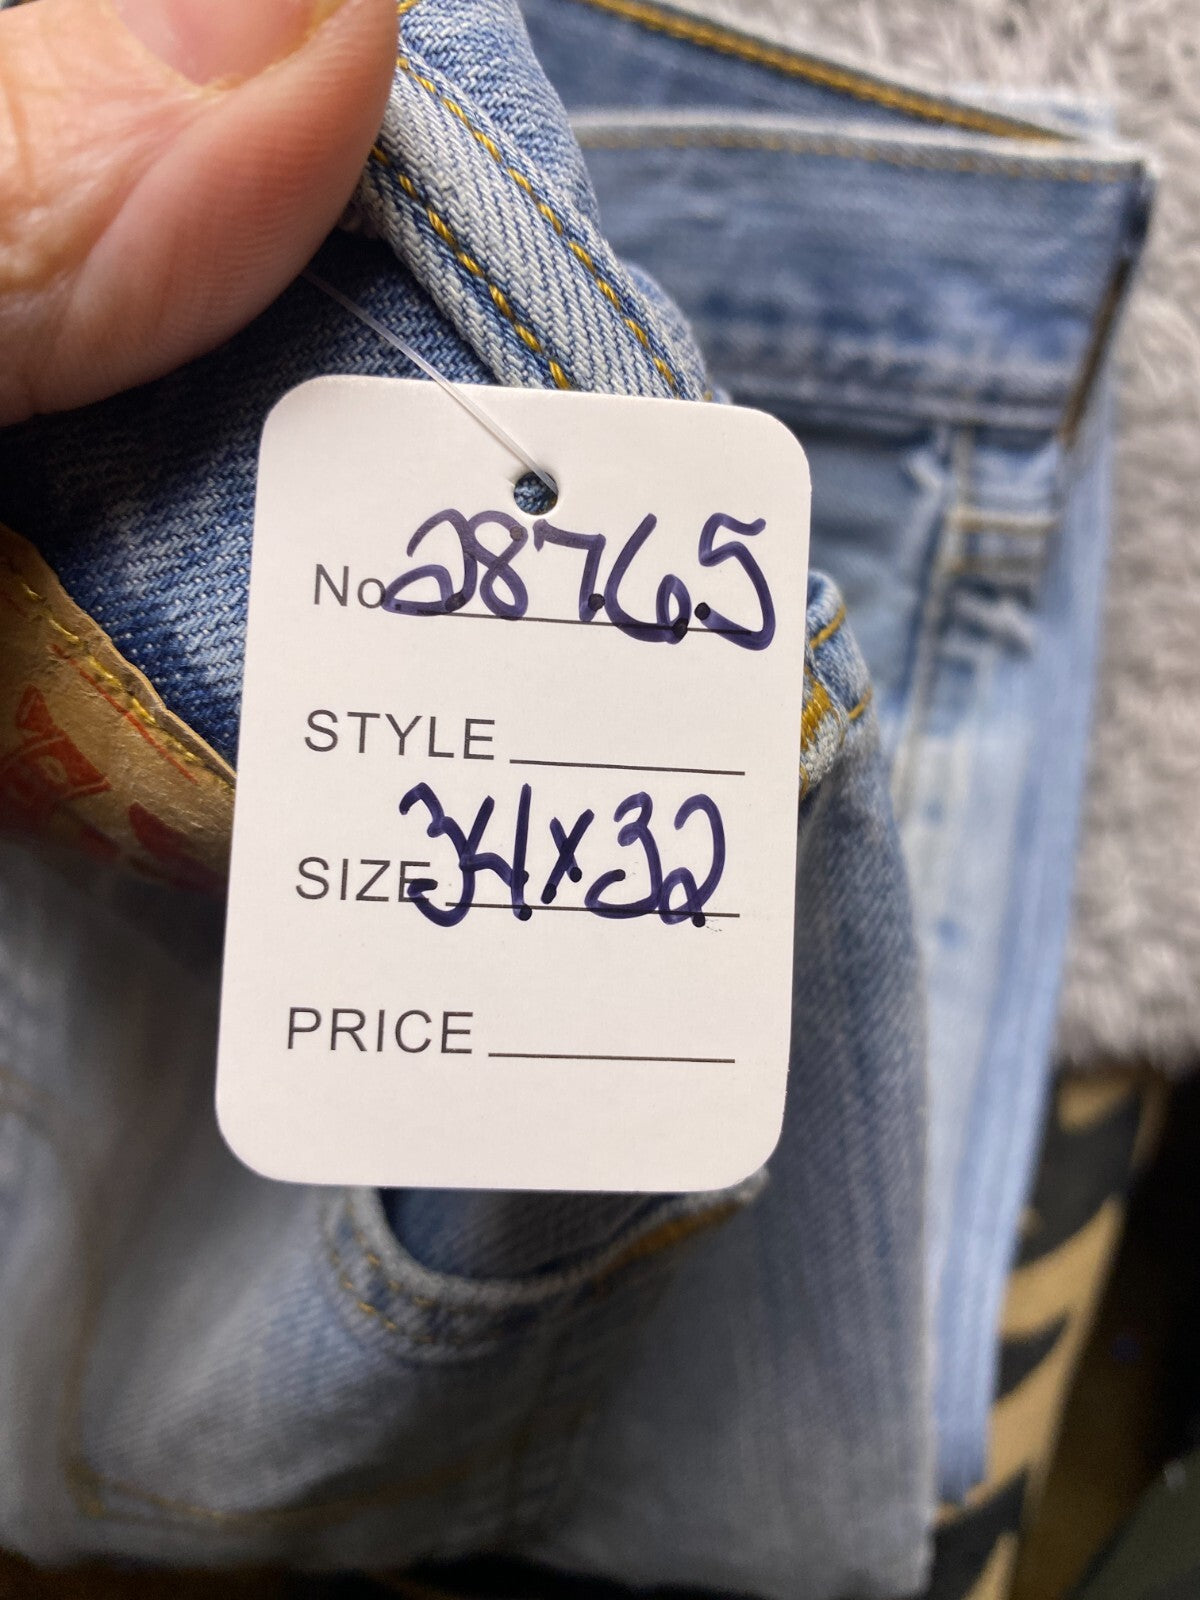 No. 28765
STYLE
SIZE 34x32
PRICE